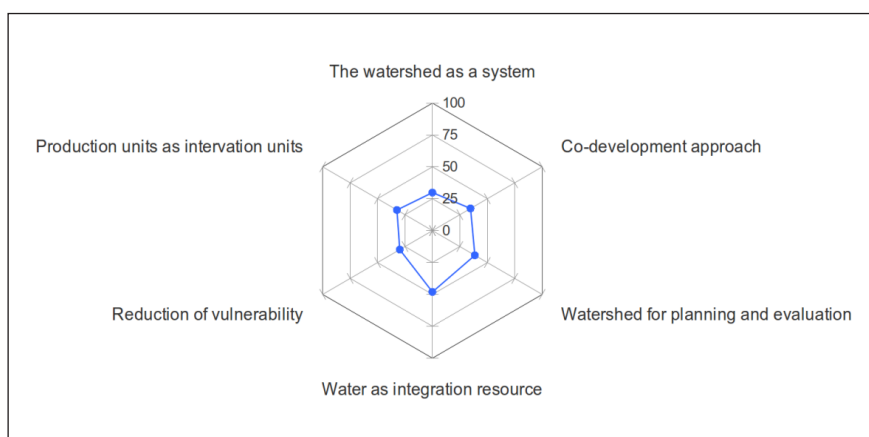 The watershed as a system
100
Production units as intervation units
75
Co-development approach
50
25
0
Reduction of vulnerability
Watershed for planning and evaluation
Water as integration resource